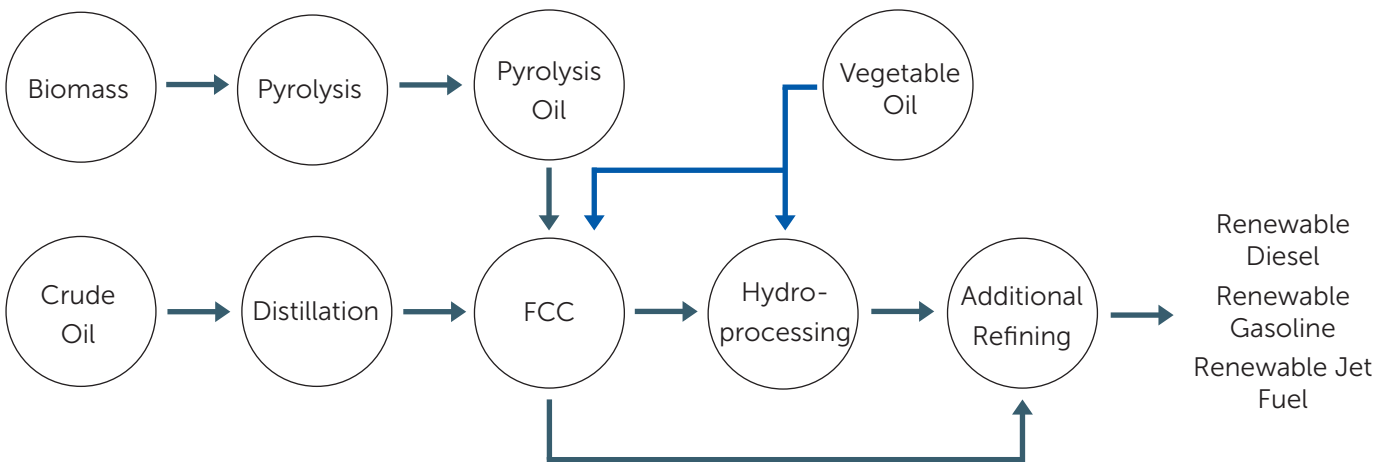 Biomass
Pyrolysis
Pyrolysis
Oil
Vegetable
Oil
Crude
Oil
Distillation
FCC
Hydro-
processing
Additional
Refining
Renewable
Diesel
Renewable
Gasoline
Renewable Jet
Fuel